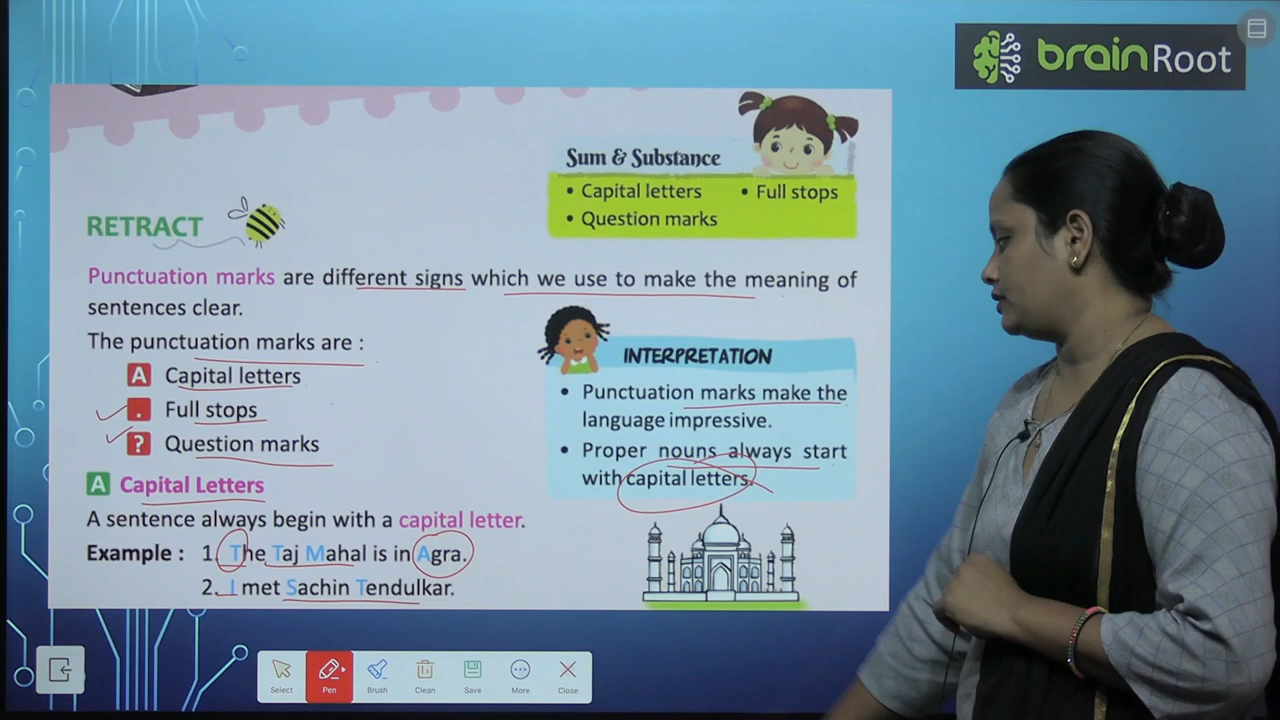 brainRoot
Sum & Substance
• Capital letters • Full stops
• Question marks
RETRACT
Punctuation marks are different signs which we use to make the meaning of
sentences clear.
The punctuation marks are :
A Capital letters
. Full stops
? Question marks
INTERPRETATION
• Punctuation marks make the
language impressive.
• Proper nouns always start
with capital letters.
A Capital Letters
A sentence always begin with a capital letter.
Example : 1. The Taj Mahal is in Agra.
2. I met Sachin Tendulkar.
Select Pen Brush Clean Save More Close